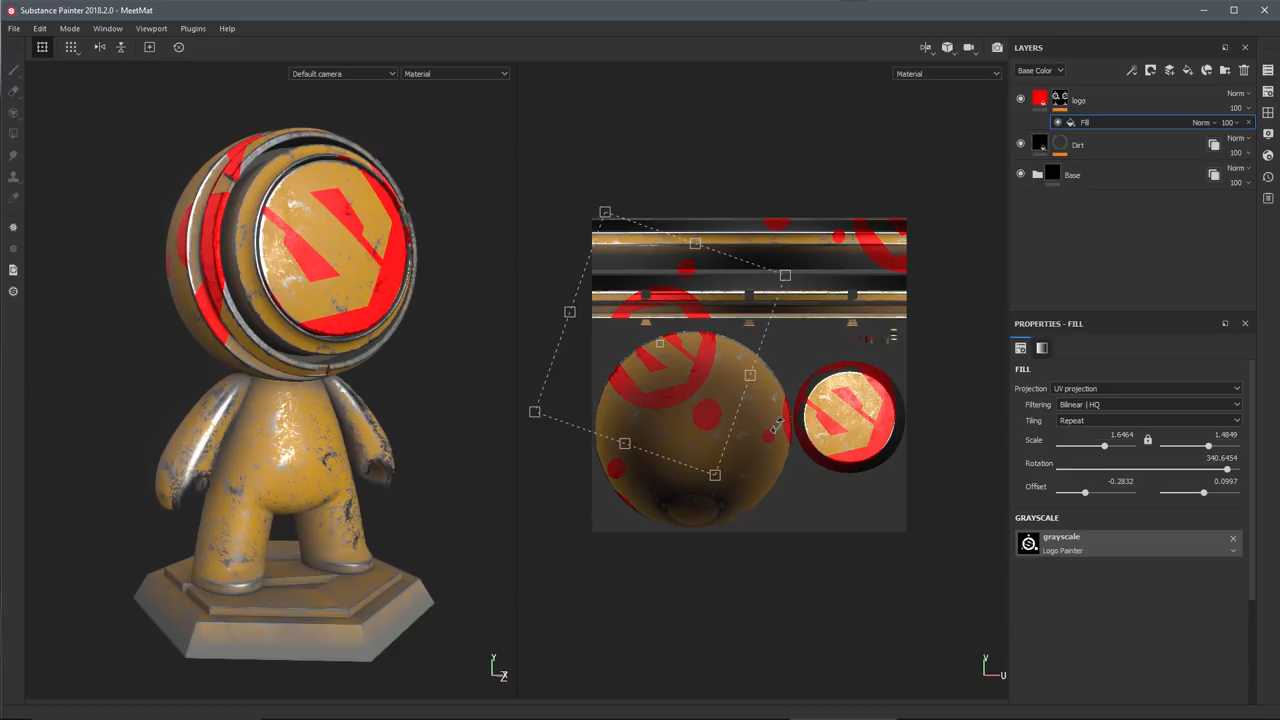 Substance Painter 2018.2.0 - MeetMat
File Edit Mode Window Viewport Plugins Help
Default camera Material
Material
LAYERS
Base Color
logo Norm
100
Fill Norm 100
Dirt Norm
100
Base Norm
100
PROPERTIES - FILL
FILL
Projection UV projection
Filtering Bilinear | HQ
Tiling Repeat
Scale 1.6464 1.4849
Rotation 340.6454
Offset -0.2832 0.0997
GRAYSCALE
grayscale
Logo Painter
Y
Z
V
U